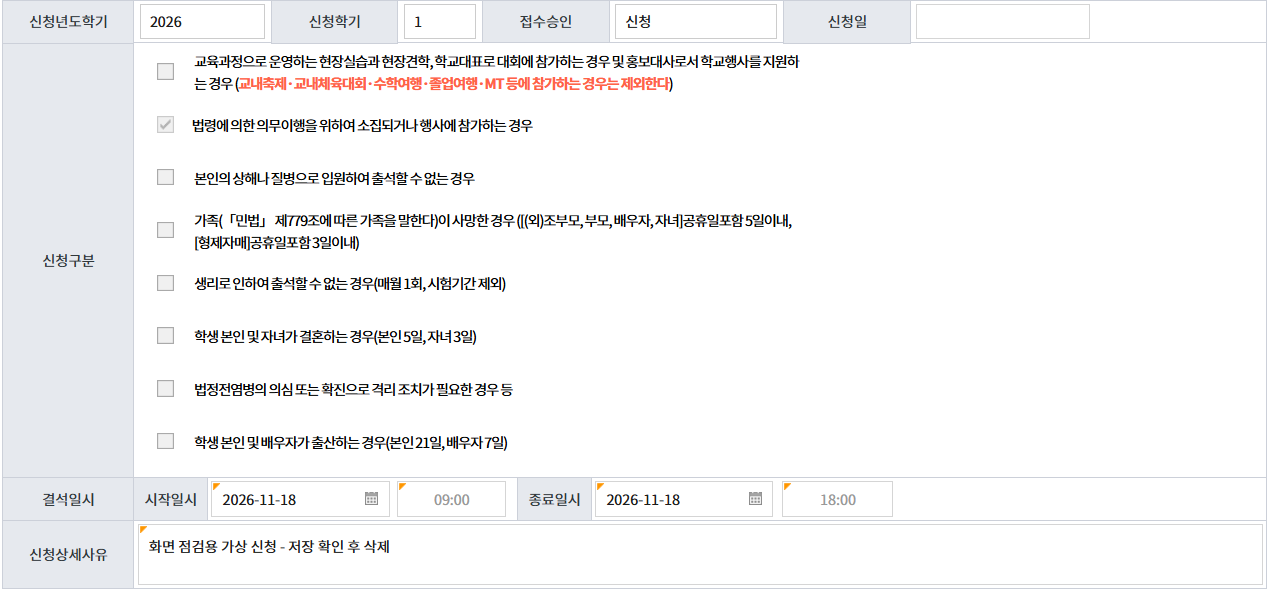 신청년도학기 2026 신청학기 1 접수승인 신청 신청일
교육과정으로 운영하는 현장실습과 현장견학, 학교대표로 대회에 참가하는 경우 및 홍보대사로서 학교행사를 지원하
는 경우 (교내축제·교내체육대회·수학여행·졸업여행·MT 등에 참가하는 경우는 제외한다)
법령에 의한 의무이행을 위하여 소집되거나 행사에 참가하는 경우
본인의 상해나 질병으로 입원하여 출석할 수 없는 경우
가족(「민법」 제779조에 따른 가족을 말한다)이 사망한 경우 ([(외)조부모, 부모, 배우자, 자녀]공휴일포함 5일이내,
[형제자매]공휴일포함 3일이내)
신청구분
생리로 인하여 출석할 수 없는 경우(매월 1회, 시험기간 제외)
학생 본인 및 자녀가 결혼하는 경우(본인 5일, 자녀 3일)
법정전염병의 의심 또는 확진으로 격리 조치가 필요한 경우 등
학생 본인 및 배우자가 출산하는 경우(본인 21일, 배우자 7일)
결석일시 시작일시 2026-11-18 09:00 종료일시 2026-11-18 18:00
신청상세사유 화면 점검용 가상 신청 - 저장 확인 후 삭제